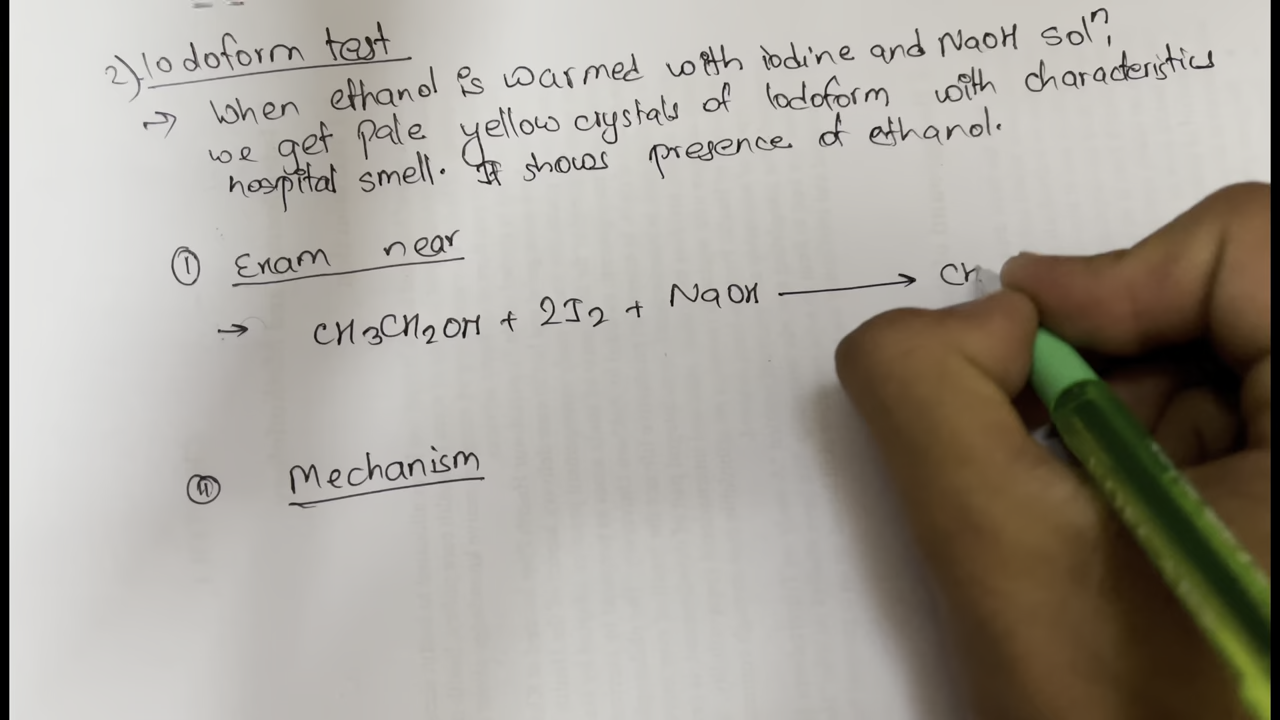 2) Iodoform test
→ When ethanol is warmed with iodine and NaOH solⁿ,
we get pale yellow crystals of Iodoform with characteristics
hospital smell. It shows presence of ethanol.
① Exam near
→ CH3CH2OH + 2I2 + NaOH ⟶ CH
② Mechanism